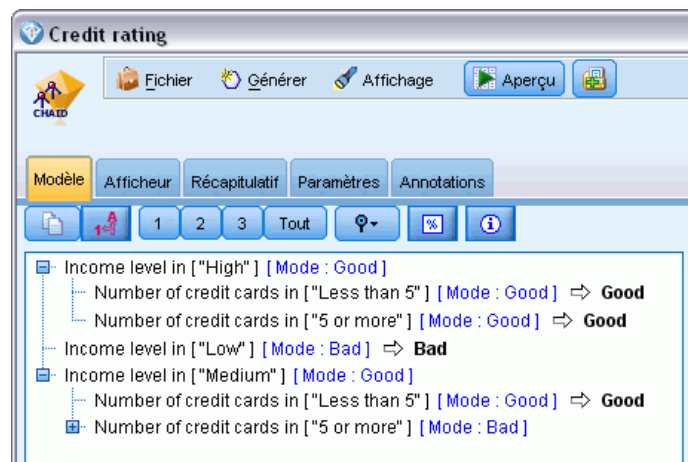 Credit rating
Fichier Générer Affichage Aperçu
CHAID
Modèle Afficheur Récapitulatif Paramètres Annotations
A 1 1 2 3 Tout %  i
Income level in ["High"] [Mode : Good]
Number of credit cards in ["Less than 5"] [Mode : Good] ⇨ Good
Number of credit cards in ["5 or more"] [Mode : Good] ⇨ Good
Income level in ["Low"] [Mode : Bad] ⇨ Bad
Income level in ["Medium"] [Mode : Good]
Number of credit cards in ["Less than 5"] [Mode : Good] ⇨ Good
Number of credit cards in ["5 or more"] [Mode : Bad]